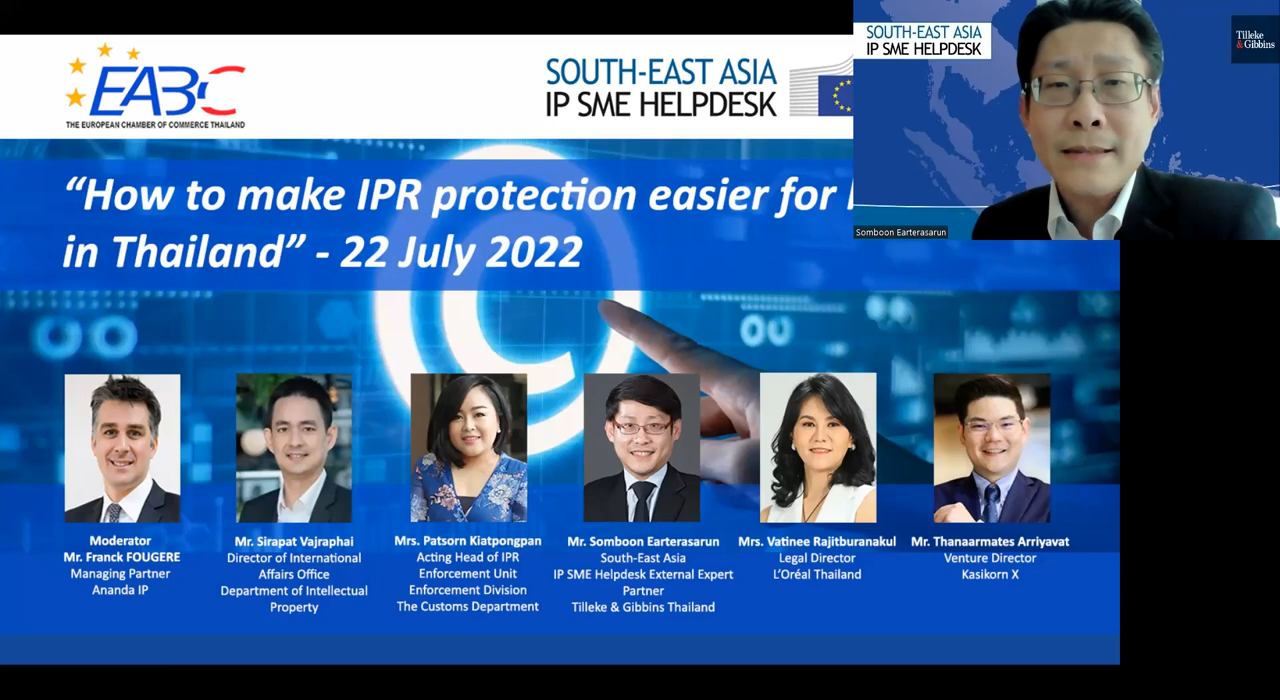 EABC
THE EUROPEAN CHAMBER OF COMMERCE THAILAND
SOUTH-EAST ASIA
IP SME HELPDESK
SOUTH-EAST ASIA
IP SME HELPDESK
Tilleke
& Gibbins
Somboon Earterasarun
“How to make IPR protection easier for
in Thailand” - 22 July 2022
Moderator
Mr. Franck FOUGERE
Managing Partner
Ananda IP
Mr. Sirapat Vajraphai
Director of International
Affairs Office
Department of Intellectual
Property
Mrs. Patsorn Kiatpongpan
Acting Head of IPR
Enforcement Unit
Enforcement Division
The Customs Department
Mr. Somboon Earterasarun
South-East Asia
IP SME Helpdesk External Expert
Partner
Tilleke & Gibbins Thailand
Mrs. Vatinee Rajitburanakul
Legal Director
L’Oréal Thailand
Mr. Thanaarmates Arriyavat
Venture Director
Kasikorn X